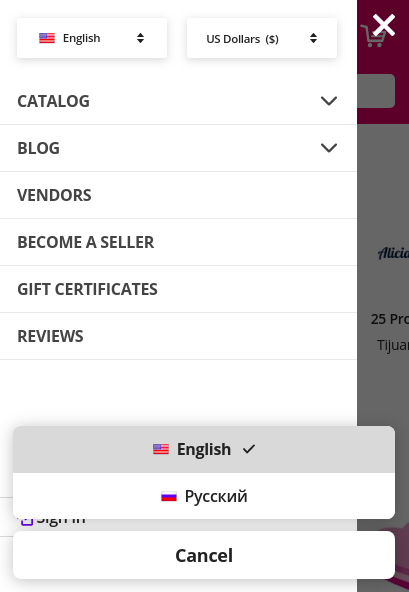 English
US Dollars ($)
CATALOG
BLOG
VENDORS
BECOME A SELLER
GIFT CERTIFICATES
REVIEWS
Alicia
25 Pro
Tijuan
English
Русский
Sign in
Cancel